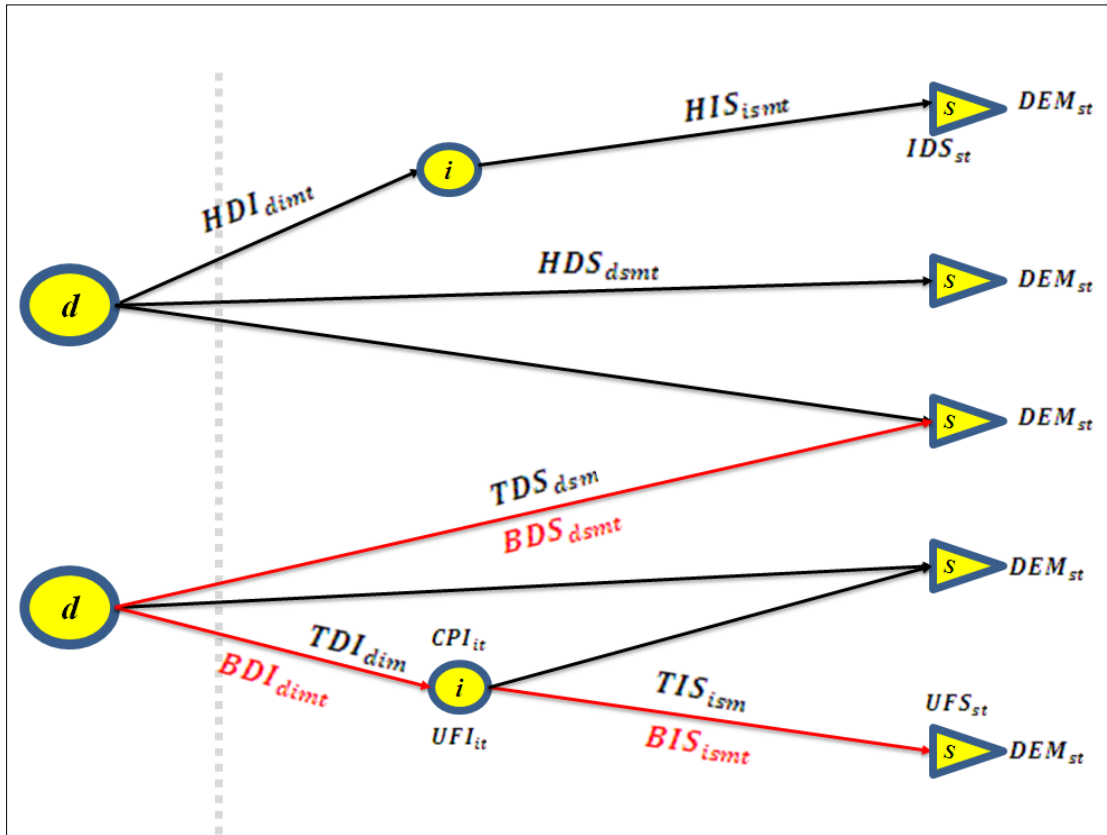 HIS_ismt
s
DEM_st
IDS_st
i
HDI_dimt
HDS_dsmt
s
DEM_st
d
s
DEM_st
TDS_dsm
BDS_dsmt
s
DEM_st
d
TDI_dim
BDI_dimt
CPI_it
i
UFI_it
TIS_ism
BIS_ismt
UFS_st
s
DEM_st